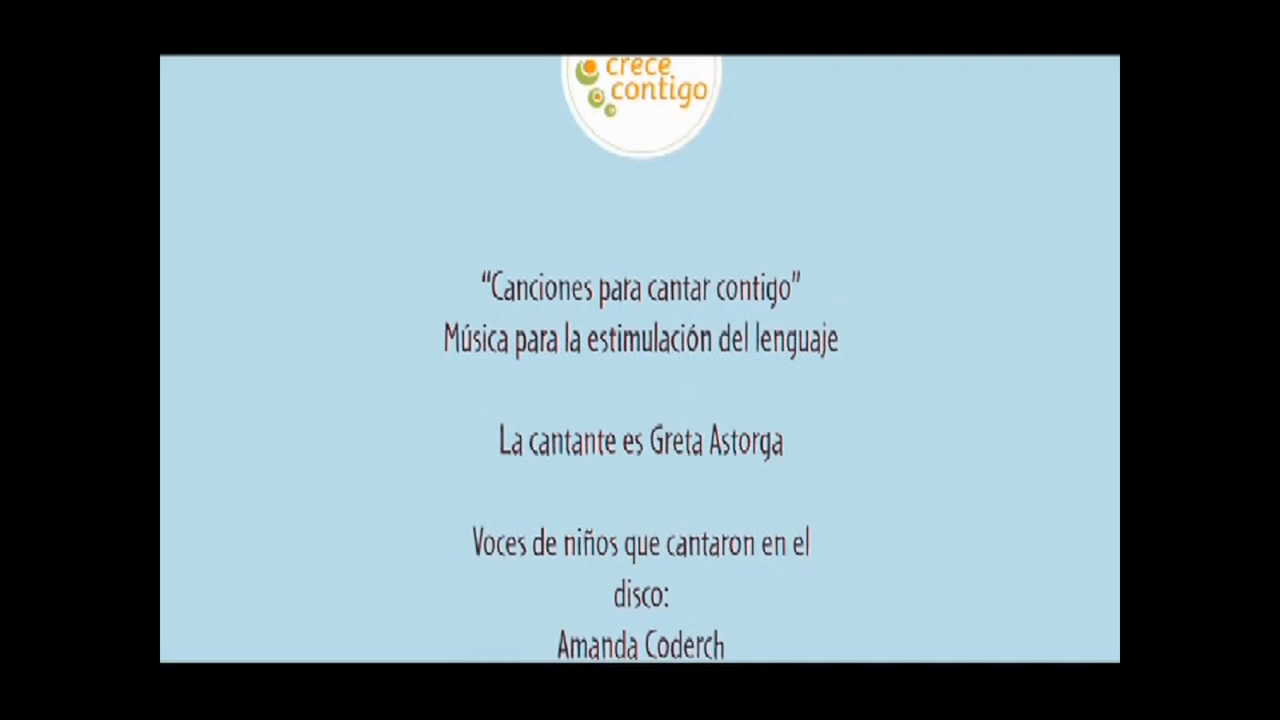 crece
contigo
“Canciones para cantar contigo”
Música para la estimulación del lenguaje
La cantante es Greta Astorga
Voces de niños que cantaron en el
disco:
Amanda Coderch